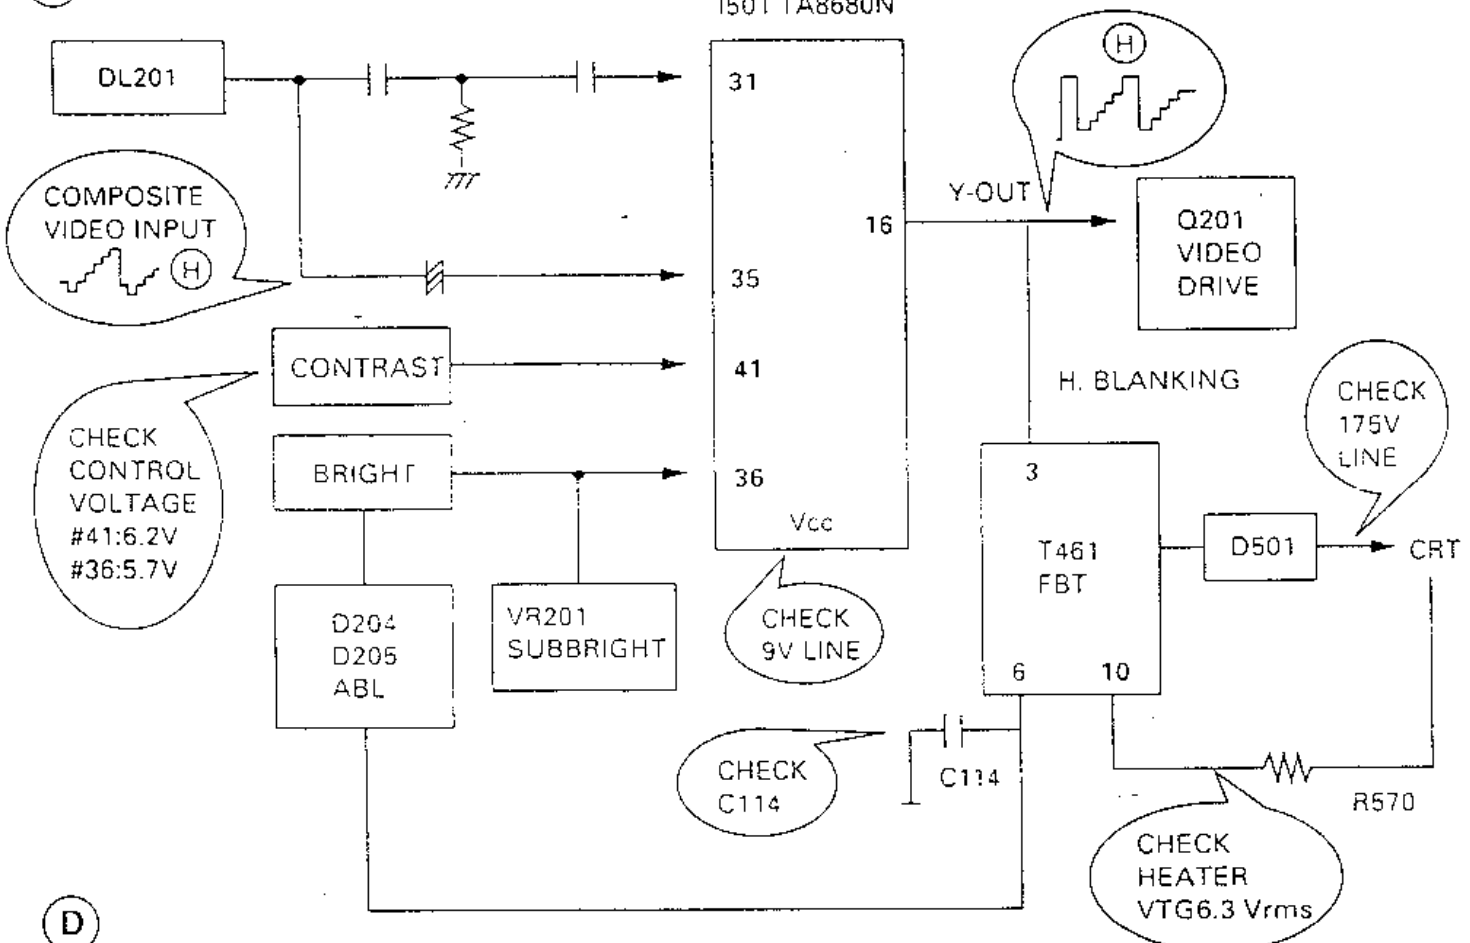 I501 TA8680N
DL201
31
H
COMPOSITE
VIDEO INPUT
H
Y-OUT
16
Q201
VIDEO
DRIVE
35
CONTRAST
41
H. BLANKING
CHECK
175V
LINE
CHECK
CONTROL
VOLTAGE
#41:6.2V
#36:5.7V
BRIGHT
36
Vcc
3
T461
FBT
6
10
D501
CRT
D204
D205
ABL
VR201
SUBBRIGHT
CHECK
9V LINE
CHECK
C114
C114
R570
CHECK
HEATER
VTG6.3 Vrms
D